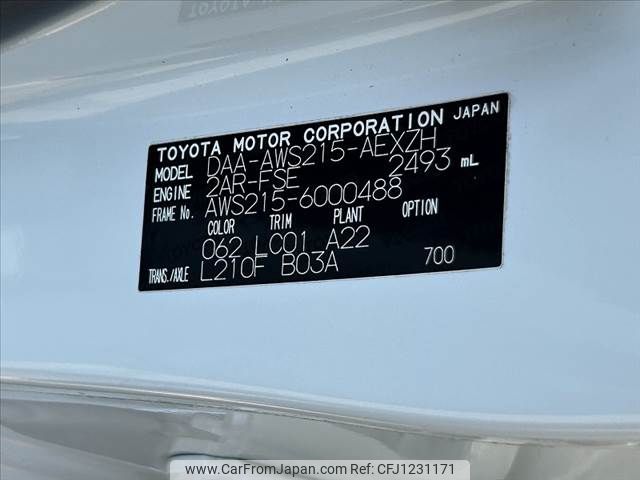 TOYOTA MOTOR CORPORATION JAPAN
MODEL DAA-AWS215-AEXZH
ENGINE 2AR-FSE 2493 mL
FRAME No. AWS215-6000488
COLOR TRIM PLANT OPTION
062 LC01 A22
TRANS./AXLE L210F B03A 700
www.CarFromJapan.com - CFJ1231171